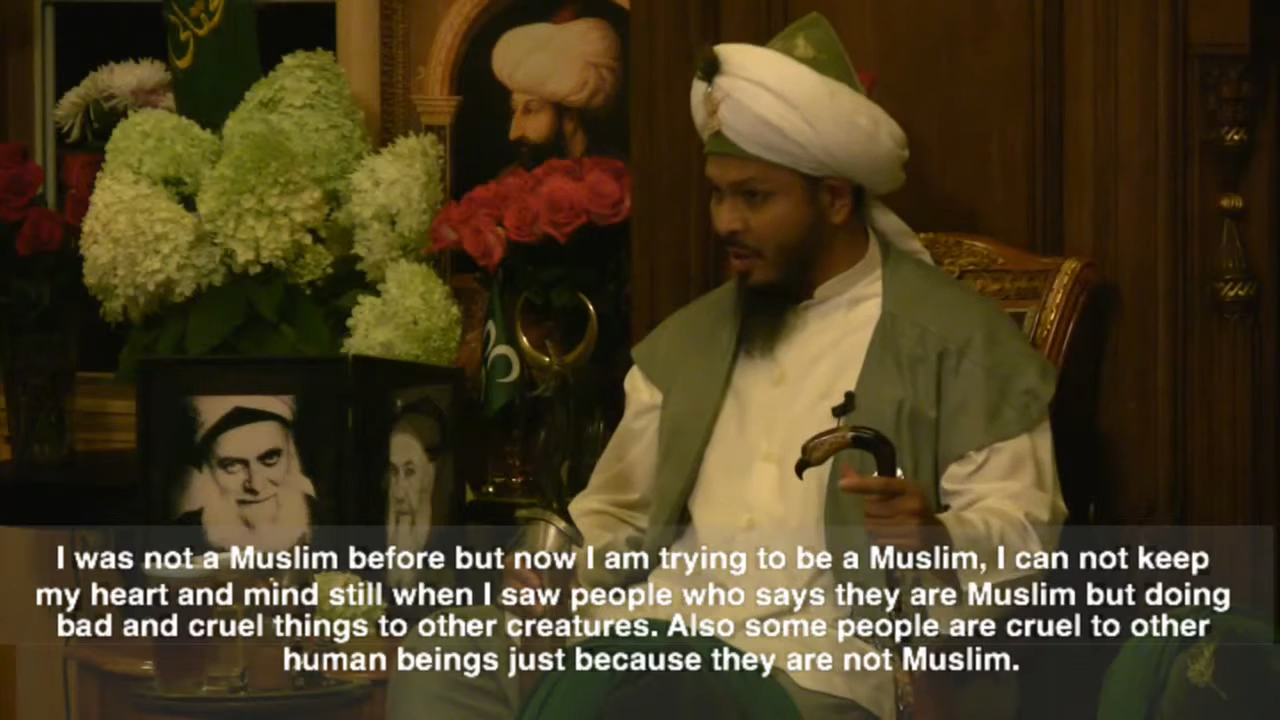 حقاني
I was not a Muslim before but now I am trying to be a Muslim, I can not keep
my heart and mind still when I saw people who says they are Muslim but doing
bad and cruel things to other creatures. Also some people are cruel to other
human beings just because they are not Muslim.